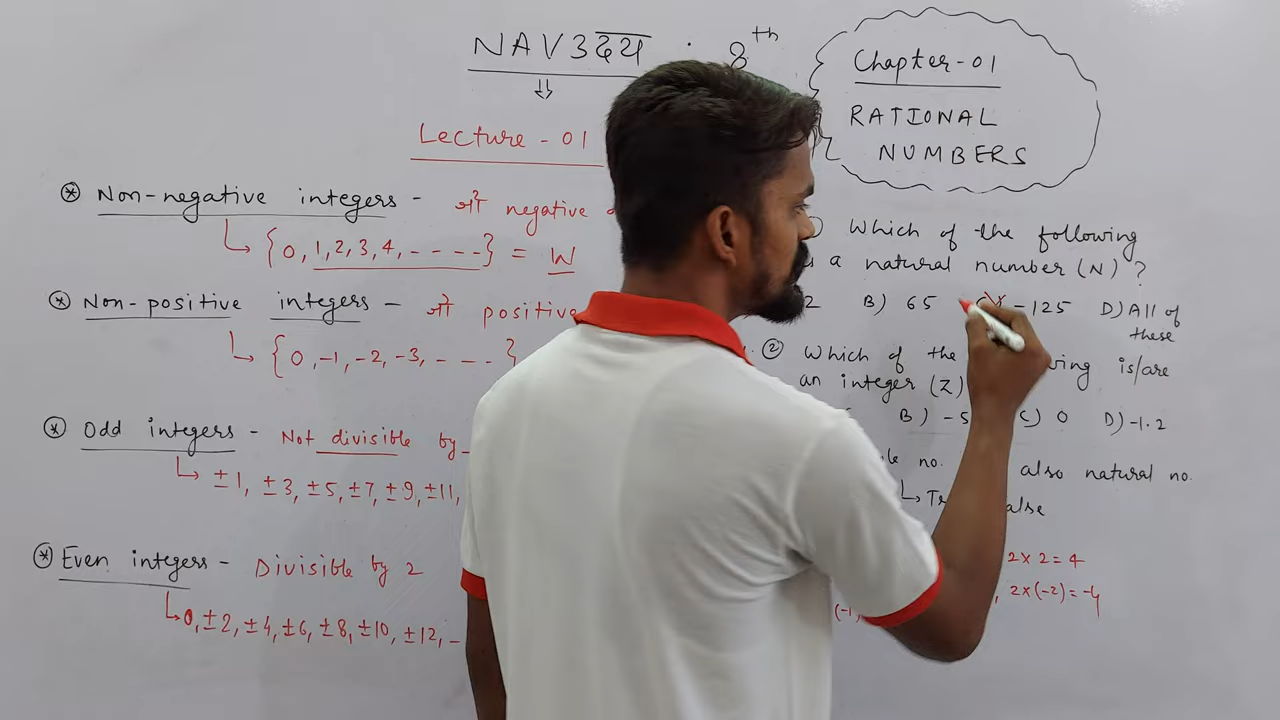 NAV3दय : 8th
Chapter-01
RATIONAL
NUMBERS
Lecture - 01
* Non-negative integers - जो negative
{0, 1, 2, 3, 4, - - - -} = W
* Non-positive integers - जो positive
{0, -1, -2, -3, - - - -}
* Odd integers - Not divisible by
±1, ±3, ±5, ±7, ±9, ±11,
* Even integers - Divisible by 2
0, ±2, ±4, ±6, ±8, ±10, ±12, -
Which of the following
a natural number (N) ?
2 B) 65 -125 D) All of
these
② Which of the is/are
an integer (Z)
B) -5 C) 0 D) -1.2
no. also natural no.
2×2=4
2×(-2)=-4
(-1,